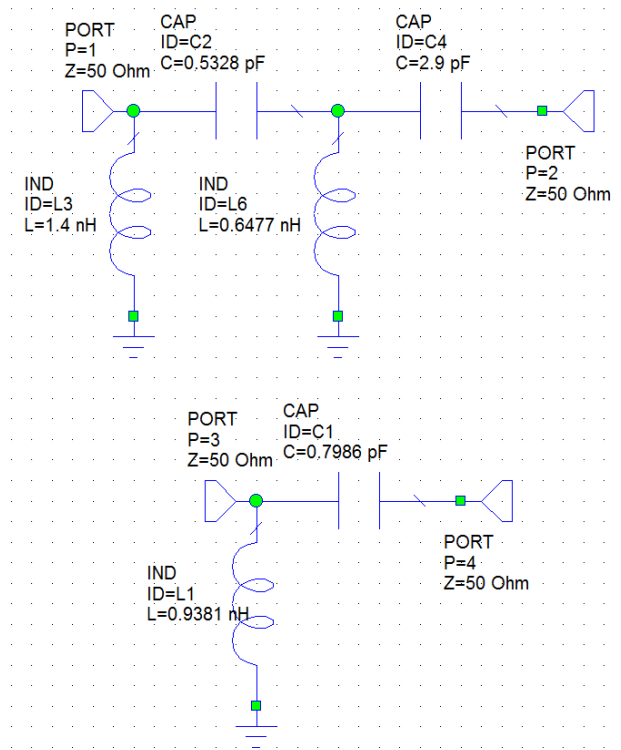 PORT
P=1
Z=50 Ohm
CAP
ID=C2
C=0.5328 pF
CAP
ID=C4
C=2.9 pF
PORT
P=2
Z=50 Ohm
IND
ID=L3
L=1.4 nH
IND
ID=L6
L=0.6477 nH
PORT
P=3
Z=50 Ohm
CAP
ID=C1
C=0.7986 pF
PORT
P=4
Z=50 Ohm
IND
ID=L1
L=0.9381 nH